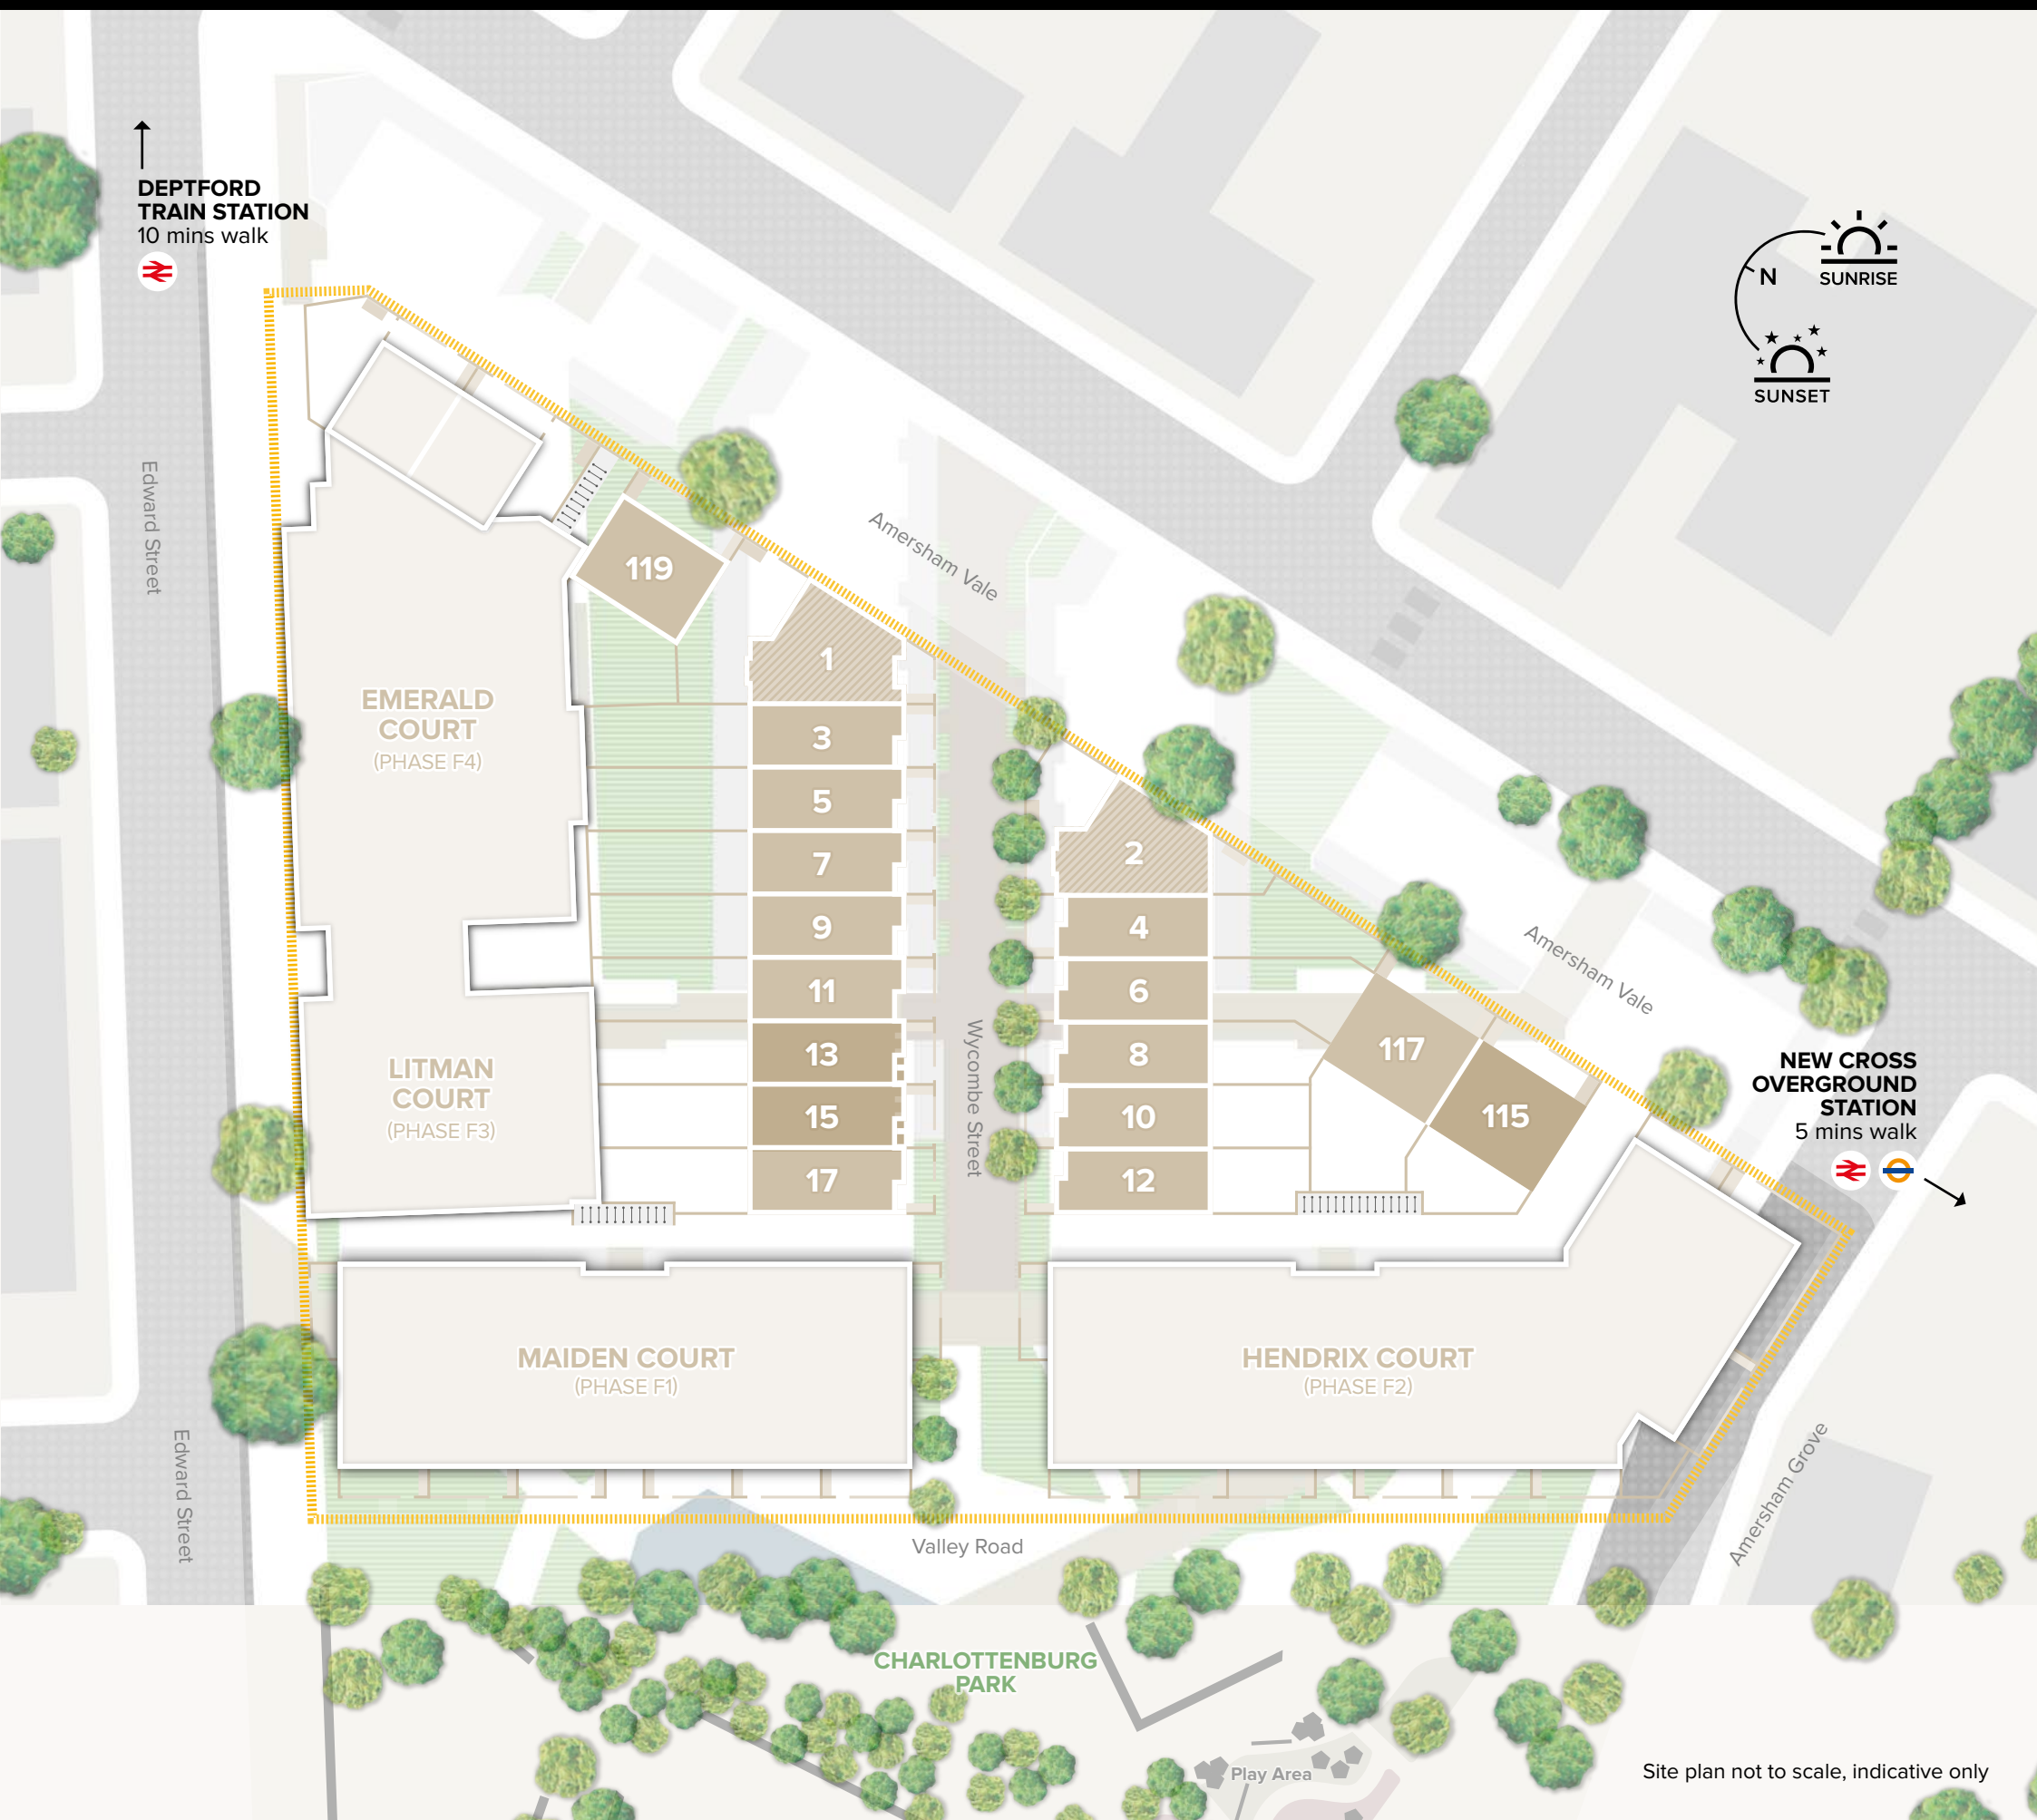 DEPTFORD
TRAIN STATION
10 mins walk
N
SUNRISE
SUNSET
Edward Street
Amersham Vale
119
1
3
5
7
9
11
13
15
17
EMERALD
COURT
(PHASE F4)
LITMAN
COURT
(PHASE F3)
Wycombe Street
2
4
6
8
10
12
117
115
Amersham Vale
NEW CROSS
OVERGROUND
STATION
5 mins walk
MAIDEN COURT
(PHASE F1)
HENDRIX COURT
(PHASE F2)
Edward Street
Valley Road
Amersham Grove
CHARLOTTENBURG
PARK
Play Area
Site plan not to scale, indicative only